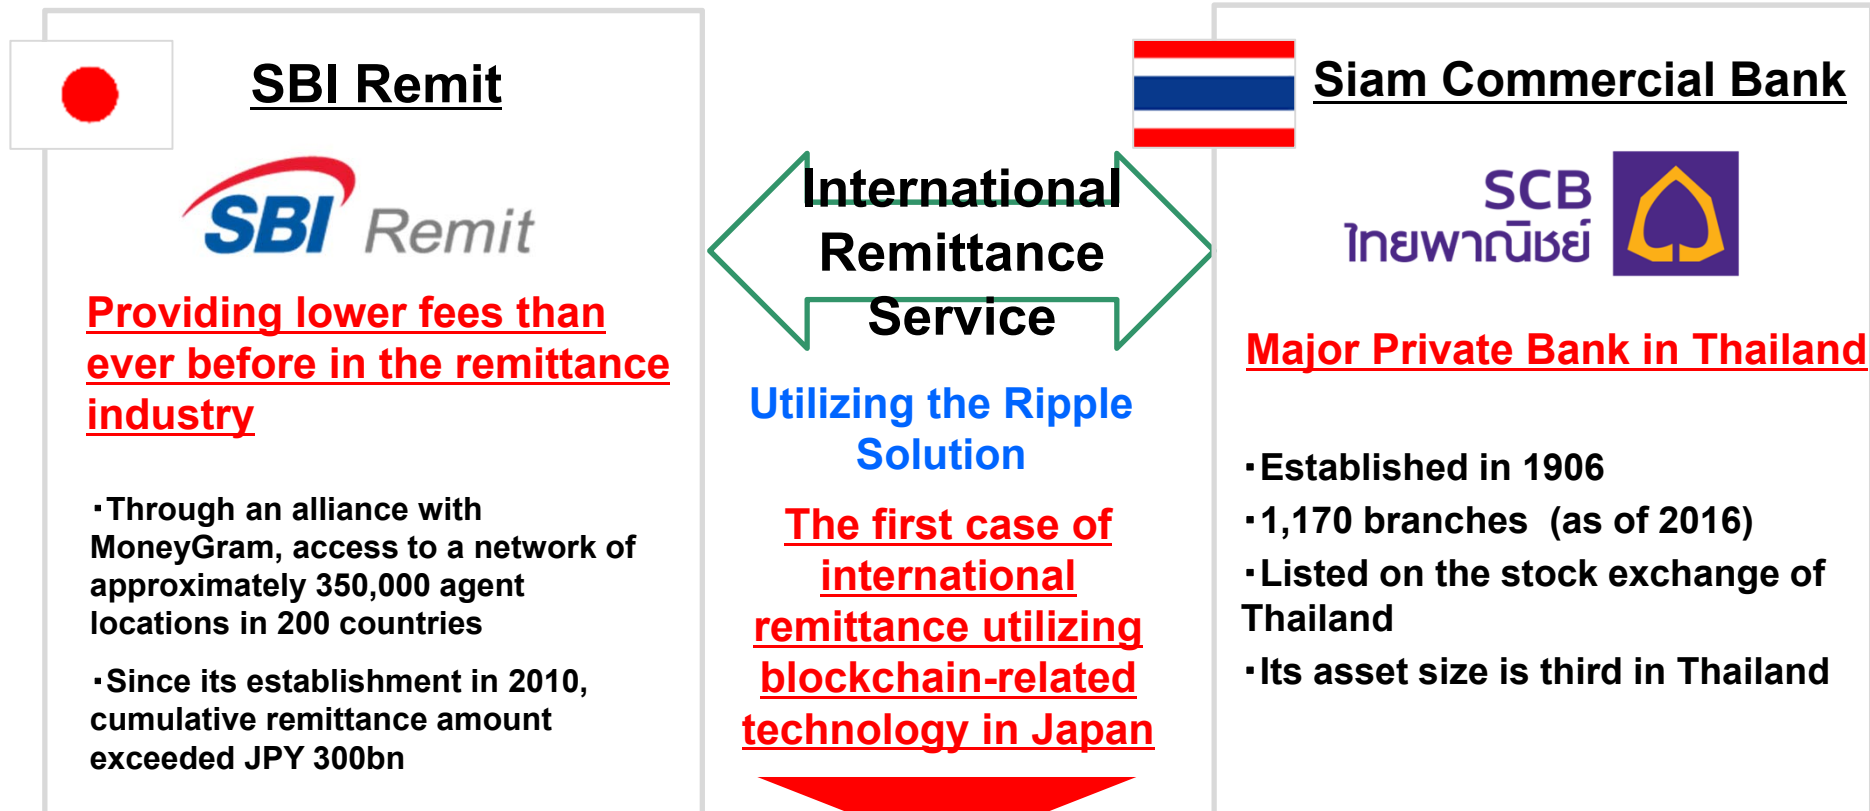 SBI Remit
SBI Remit
Providing lower fees than
ever before in the remittance
industry
･Through an alliance with
MoneyGram, access to a network of
approximately 350,000 agent
locations in 200 countries
･Since its establishment in 2010,
cumulative remittance amount
exceeded JPY 300bn
International
Remittance
Service
Utilizing the Ripple
Solution
The first case of
international
remittance utilizing
blockchain-related
technology in Japan
Siam Commercial Bank
SCB
ไทยพาณิชย์
Major Private Bank in Thailand
･Established in 1906
･1,170 branches  (as of 2016)
･Listed on the stock exchange of
Thailand
･Its asset size is third in Thailand